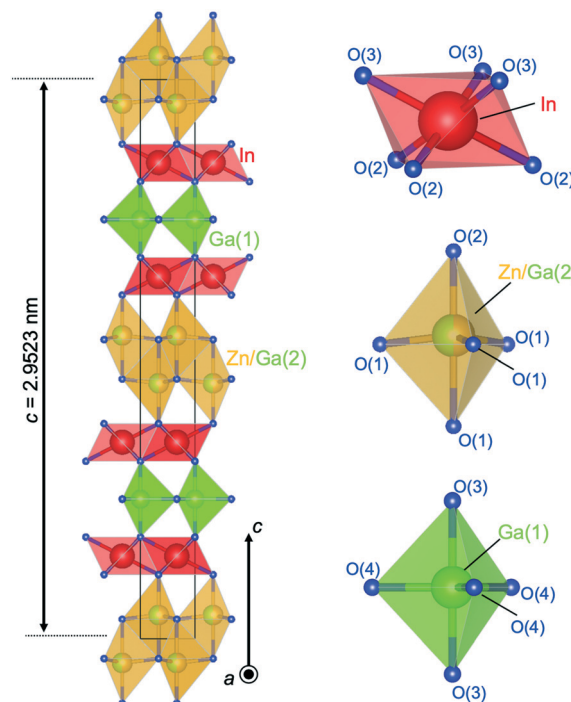 c = 2.9523 nm
In
Ga(1)
Zn/Ga(2)
c
a
O(3)
O(3)
O(3)
In
O(2)
O(2)
O(2)
O(2)
Zn/Ga(2
O(1)
O(1)
O(1)
O(1)
O(3)
Ga(1)
O(4)
O(4)
O(4)
O(3)